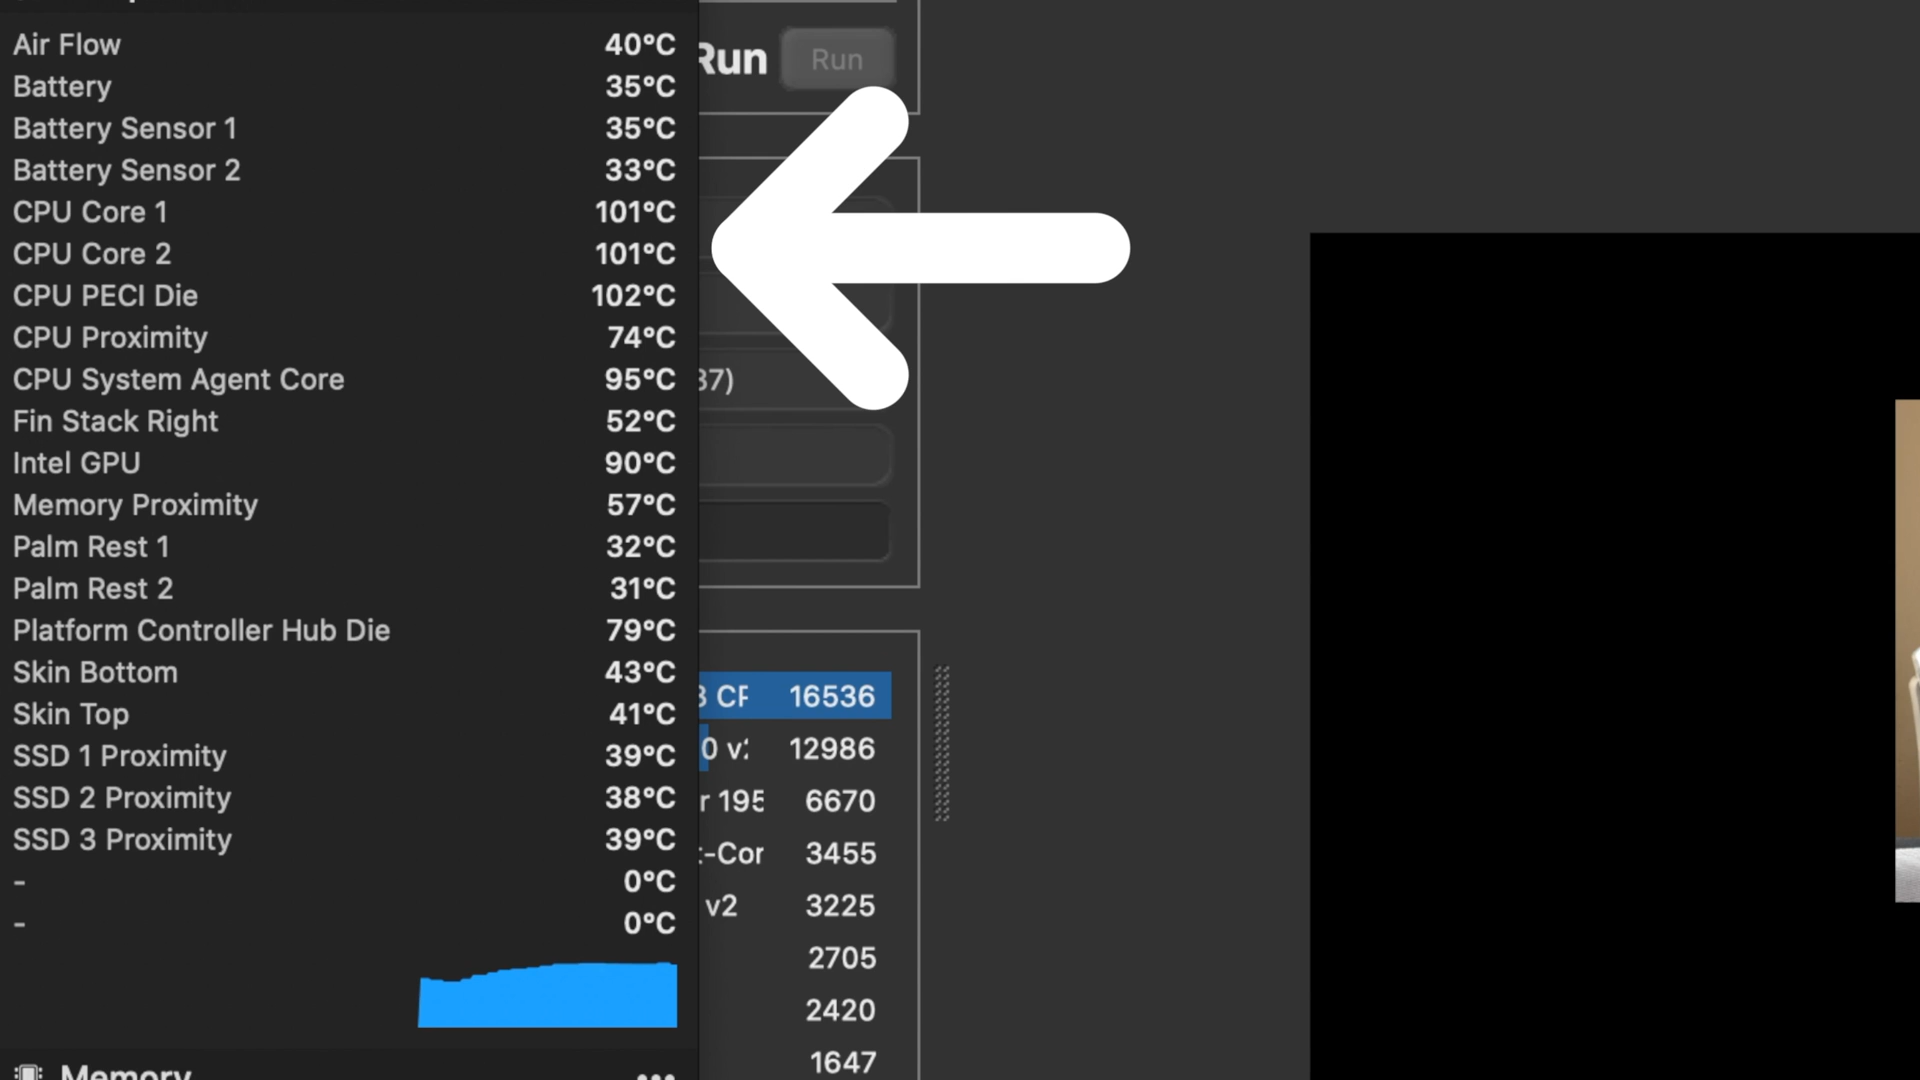 Air Flow 40°C
Battery 35°C
Battery Sensor 1 35°C
Battery Sensor 2 33°C
CPU Core 1 101°C
CPU Core 2 101°C
CPU PECI Die 102°C
CPU Proximity 74°C
CPU System Agent Core 95°C
Fin Stack Right 52°C
Intel GPU 90°C
Memory Proximity 57°C
Palm Rest 1 32°C
Palm Rest 2 31°C
Platform Controller Hub Die 79°C
Skin Bottom 43°C
Skin Top 41°C
SSD 1 Proximity 39°C
SSD 2 Proximity 38°C
SSD 3 Proximity 39°C
- 0°C
- 0°C
Memory
Run Run
37)
16536
12986
r 195 6670
3455
v2 3225
2705
2420
1647